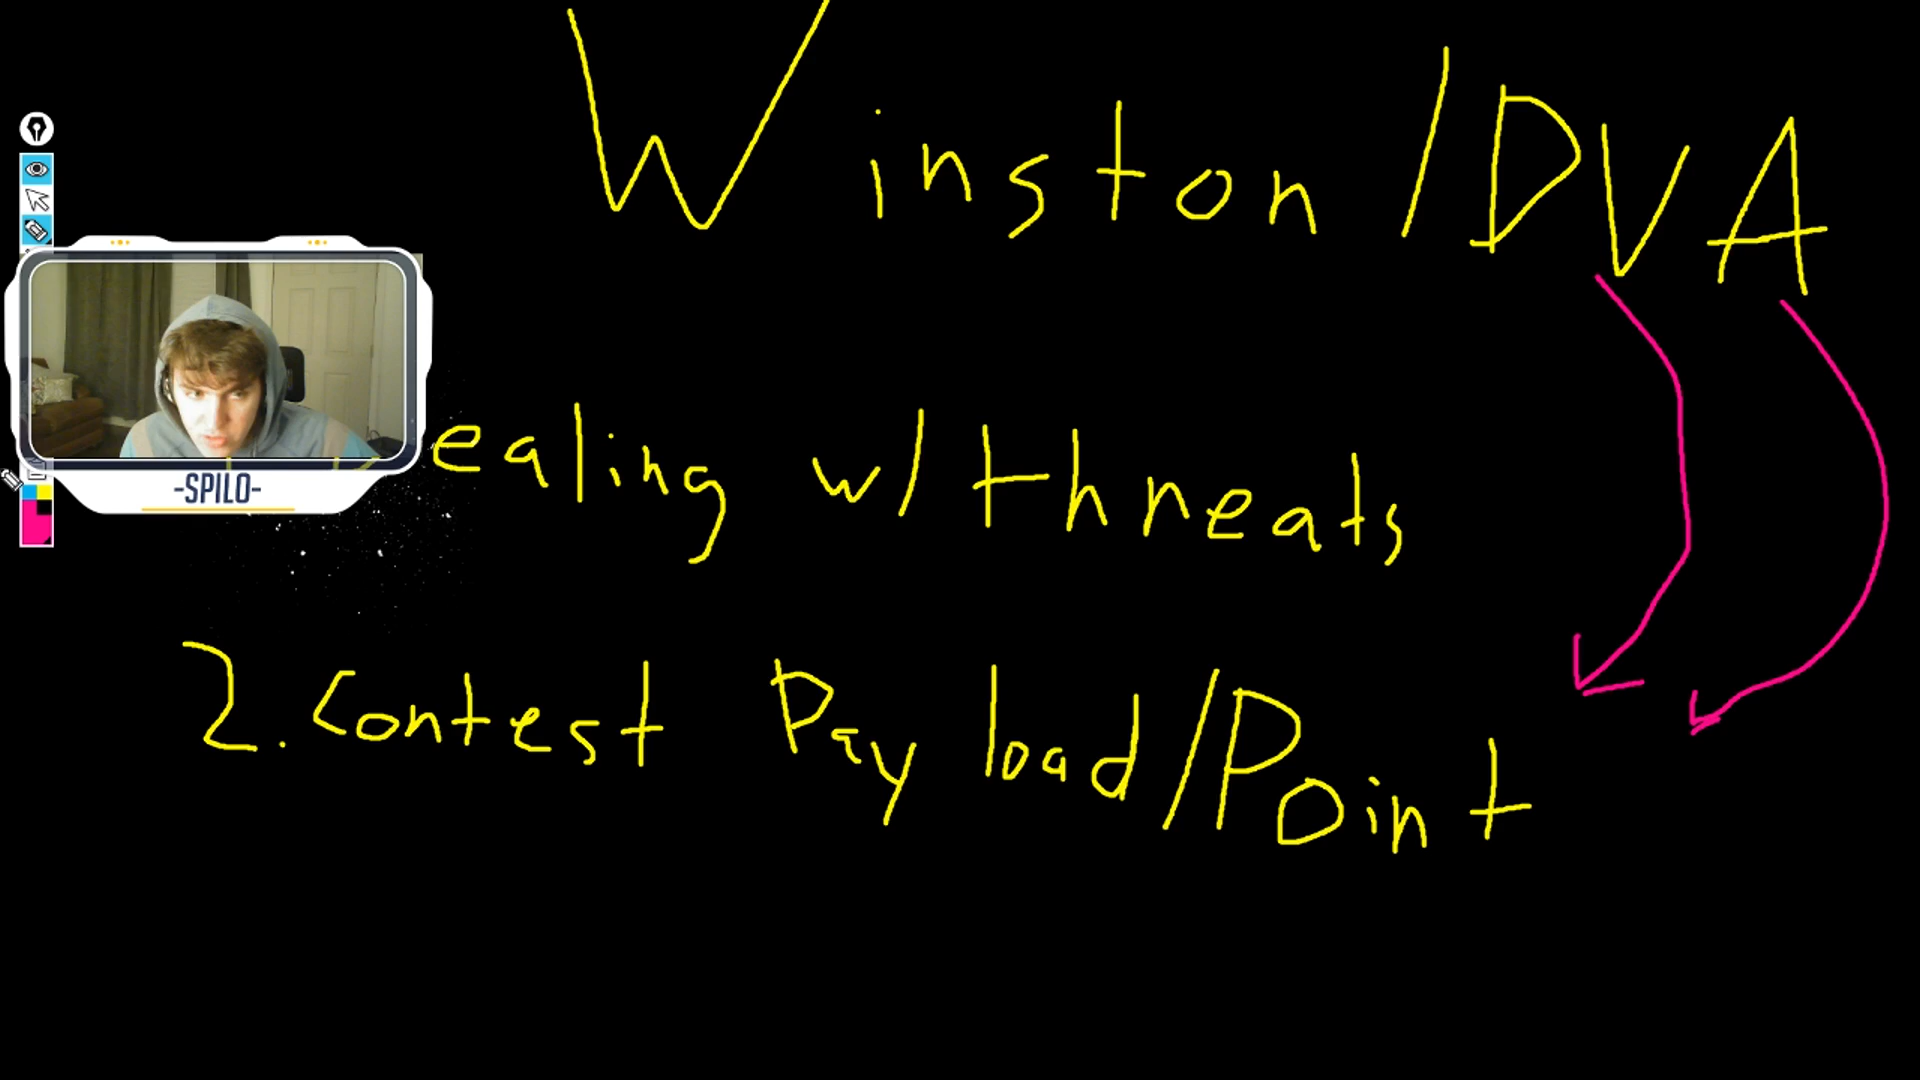 Winston / DVA
ealing w/ threats
-SPILO-
2. Contest Payload/Point